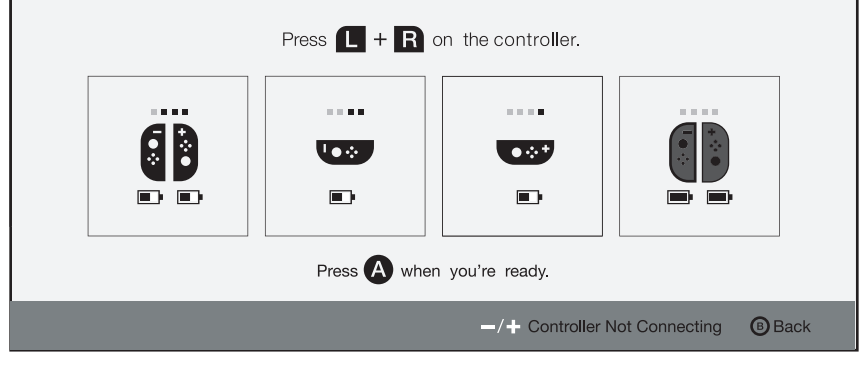 Press L + R on the controller.
Press A when you're ready.
−/+ Controller Not Connecting B Back